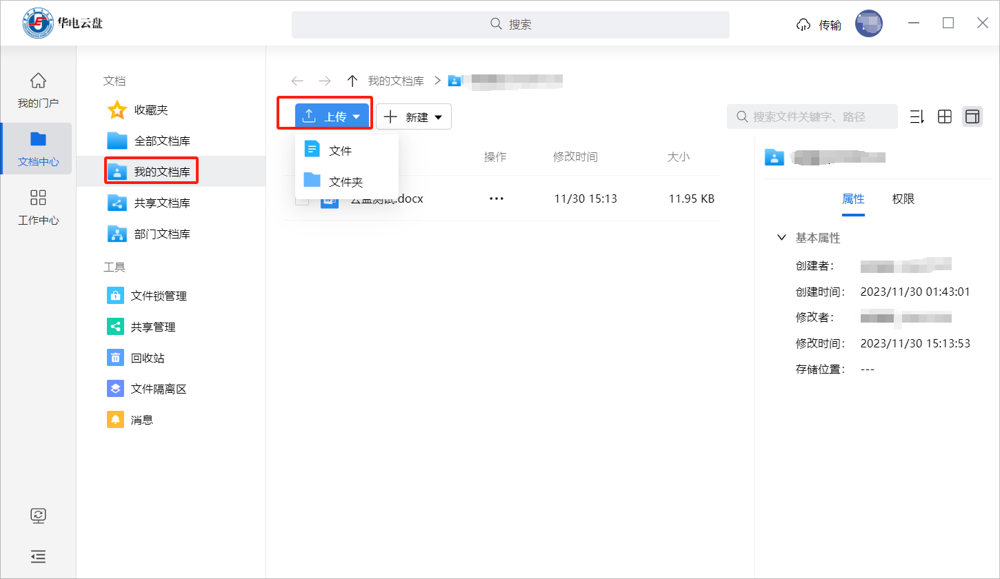 华电云盘
搜索
传输
我的门户
文档中心
工作中心
文档
收藏夹
全部文档库
我的文档库
共享文档库
部门文档库
工具
文件锁管理
共享管理
回收站
文件隔离区
消息
我的文档库
上传
新建
搜索文件关键字、路径
文件
文件夹
操作 修改时间 大小
云盘测试.docx ··· 11/30 15:13 11.95 KB
属性 权限
基本属性
创建者：
创建时间： 2023/11/30 01:43:01
修改者：
修改时间： 2023/11/30 15:13:53
存储位置： ---